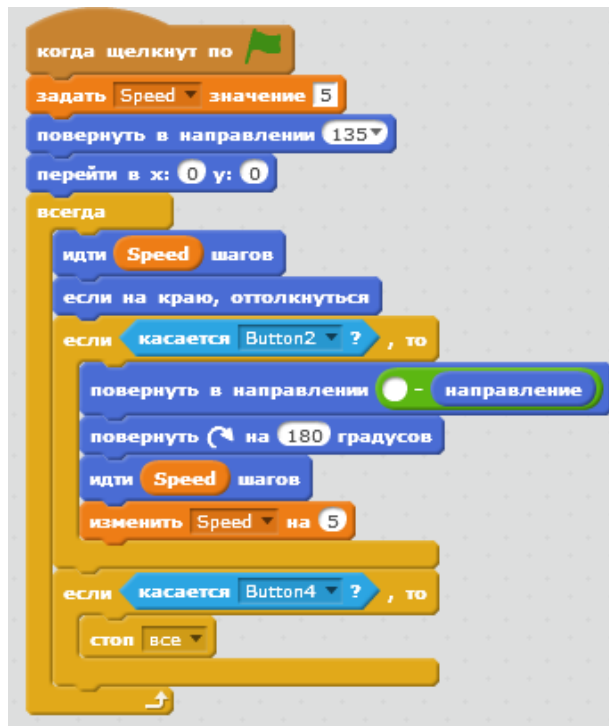 когда щелкнут по
задать Speed значение 5
повернуть в направлении 135
перейти в x: 0 y: 0
всегда
идти Speed шагов
если на краю, оттолкнуться
если касается Button2 ? , то
повернуть в направлении - направление
повернуть на 180 градусов
идти Speed шагов
изменить Speed на 5
если касается Button4 ? , то
стоп все